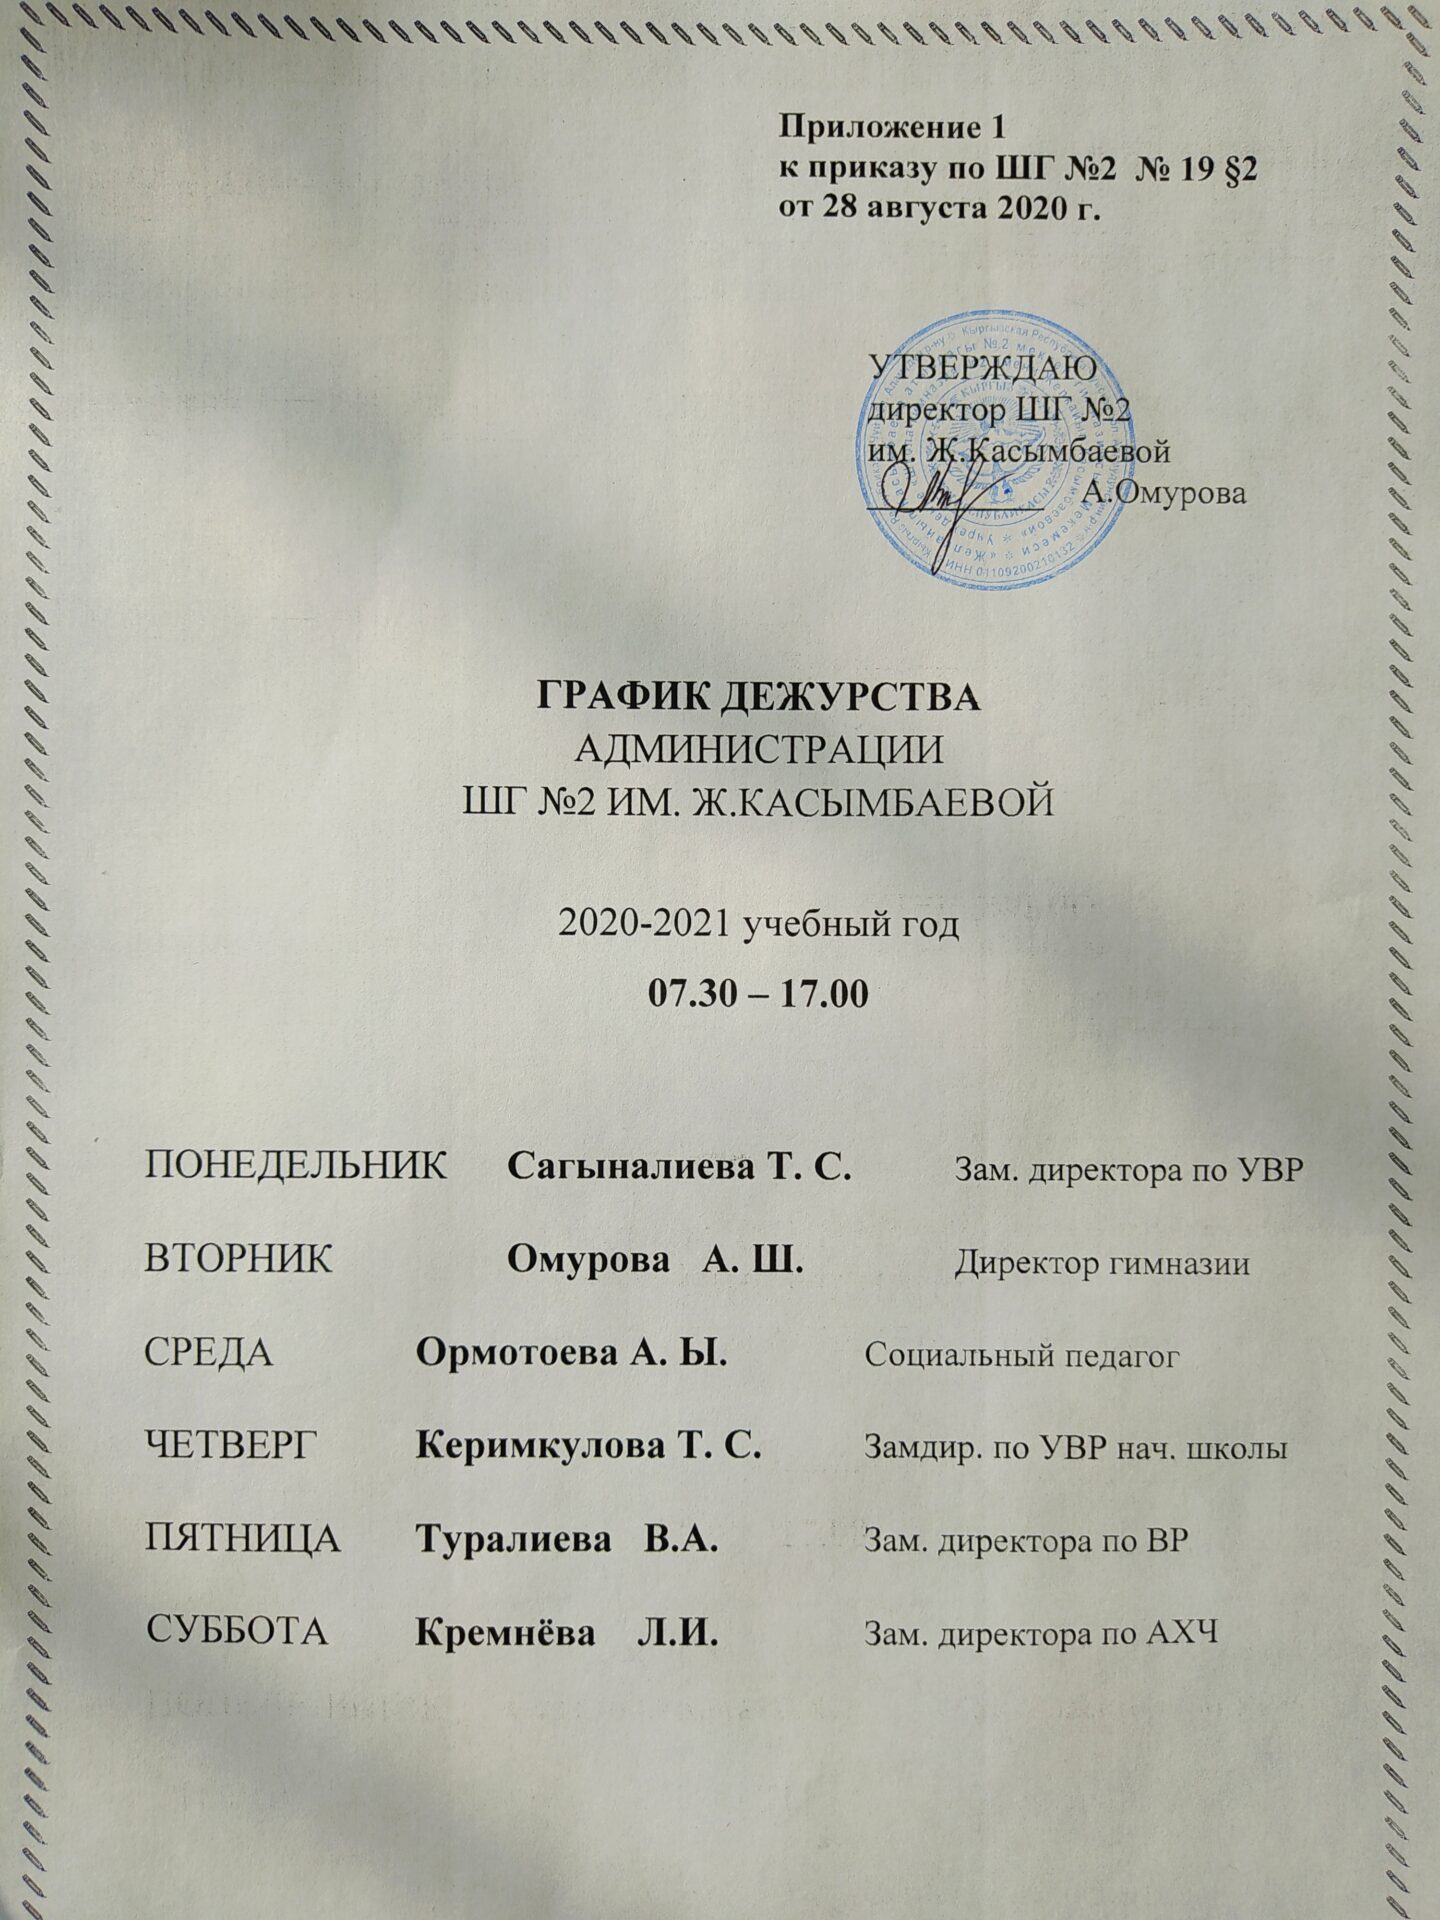 Приложение 1
к приказу по ШГ №2 № 19 §2
от 28 августа 2020 г.
УТВЕРЖДАЮ
директор ШГ №2
им. Ж.Касымбаевой
А.Омурова
ИНН 01109200210132
ГРАФИК ДЕЖУРСТВА
АДМИНИСТРАЦИИ
ШГ №2 ИМ. Ж.КАСЫМБАЕВОЙ
2020-2021 учебный год
07.30 – 17.00
ПОНЕДЕЛЬНИК Сагыналиева Т. С. Зам. директора по УВР
ВТОРНИК Омурова А. Ш. Директор гимназии
СРЕДА Ормотоева А. Ы. Социальный педагог
ЧЕТВЕРГ Керимкулова Т. С. Замдир. по УВР нач. школы
ПЯТНИЦА Туралиева В.А. Зам. директора по ВР
СУББОТА Кремнёва Л.И. Зам. директора по АХЧ